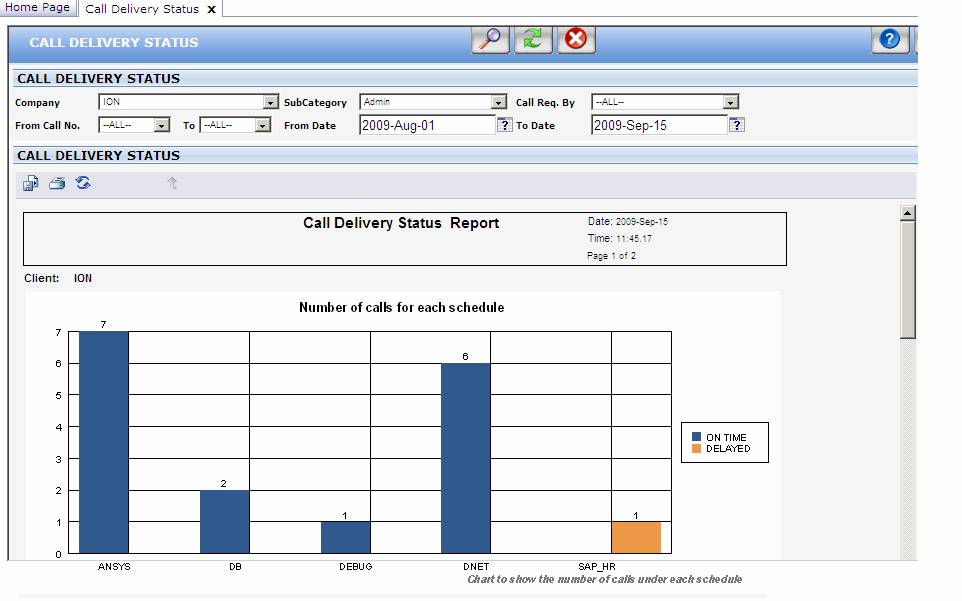 Home Page Call Delivery Status x
CALL DELIVERY STATUS
CALL DELIVERY STATUS
Company ION SubCategory Admin Call Req. By --ALL--
From Call No. --ALL-- To --ALL-- From Date 2009-Aug-01 ? To Date 2009-Sep-15 ?
CALL DELIVERY STATUS
Call Delivery Status Report Date: 2009-Sep-15
Time: 11:45.17
Page 1 of 2
Client: ION
Number of calls for each schedule
7
7
6
6
5
4
3
2
2
1
1
1
0
ON TIME
DELAYED
ANSYS DB DEBUG DNET SAP_HR
Chart to show the number of calls under each schedule